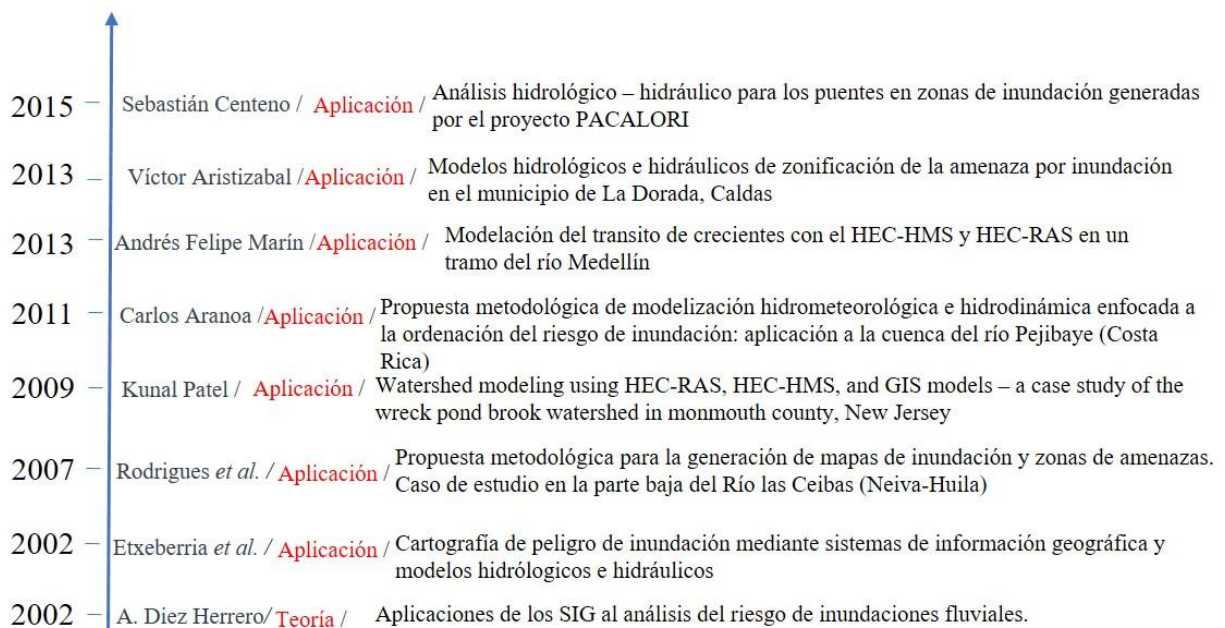 2015 – Sebastián Centeno / Aplicación / Análisis hidrológico – hidráulico para los puentes en zonas de inundación generadas
por el proyecto PACALORI
2013 – Víctor Aristizabal /Aplicación / Modelos hidrológicos e hidráulicos de zonificación de la amenaza por inundación
en el municipio de La Dorada, Caldas
2013 – Andrés Felipe Marín /Aplicación / Modelación del transito de crecientes con el HEC-HMS y HEC-RAS en un
tramo del río Medellín
2011 – Carlos Aranoa /Aplicación / Propuesta metodológica de modelización hidrometeorológica e hidrodinámica enfocada a
la ordenación del riesgo de inundación: aplicación a la cuenca del río Pejibaye (Costa
Rica)
2009 – Kunal Patel / Aplicación / Watershed modeling using HEC-RAS, HEC-HMS, and GIS models – a case study of the
wreck pond brook watershed in monmouth county, New Jersey
2007 – Rodrigues et al. / Aplicación / Propuesta metodológica para la generación de mapas de inundación y zonas de amenazas.
Caso de estudio en la parte baja del Río las Ceibas (Neiva-Huila)
2002 – Etxeberria et al. / Aplicación / Cartografía de peligro de inundación mediante sistemas de información geográfica y
modelos hidrólogicos e hidráulicos
2002 – A. Diez Herrero/ Teoría / Aplicaciones de los SIG al análisis del riesgo de inundaciones fluviales.